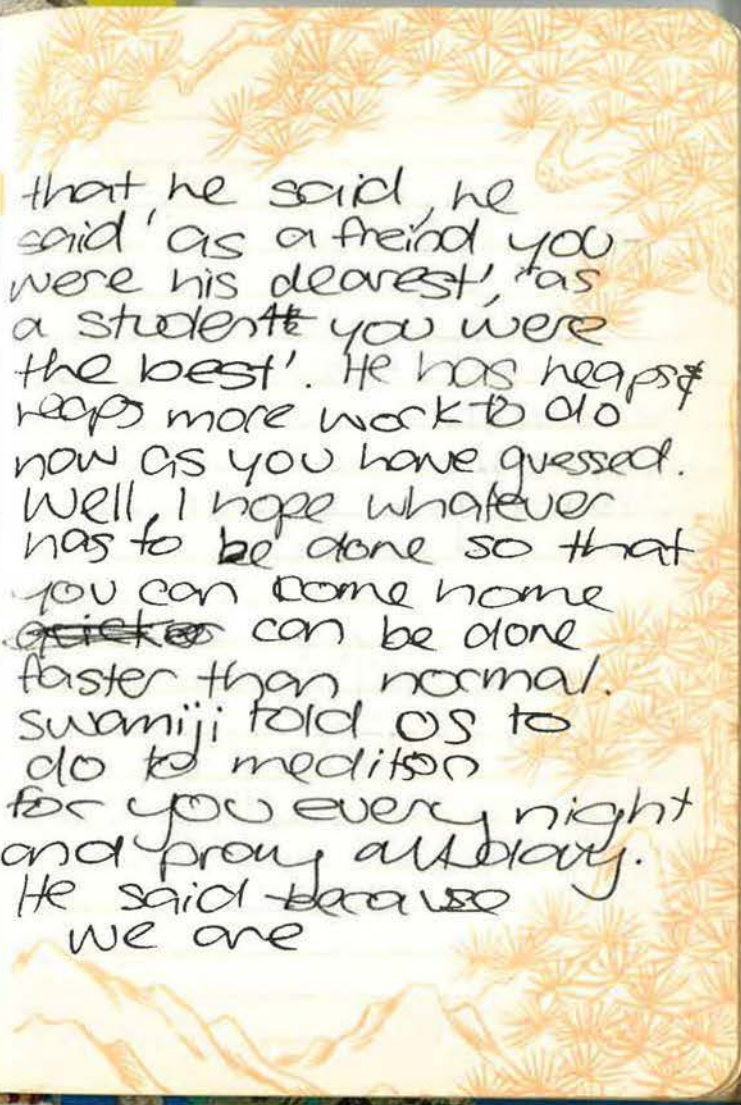 that he said, he
said 'as a freind you
were his dearest', 'as
a student you were
the best'. He has heaps &
heaps more work to do
now as you have guessed.
Well, I hope whatever
has to be done so that
you can come home
can be done
faster than normal.
swamiji told us to
do to meditson
for you every night
and pray all day.
He said because
we are